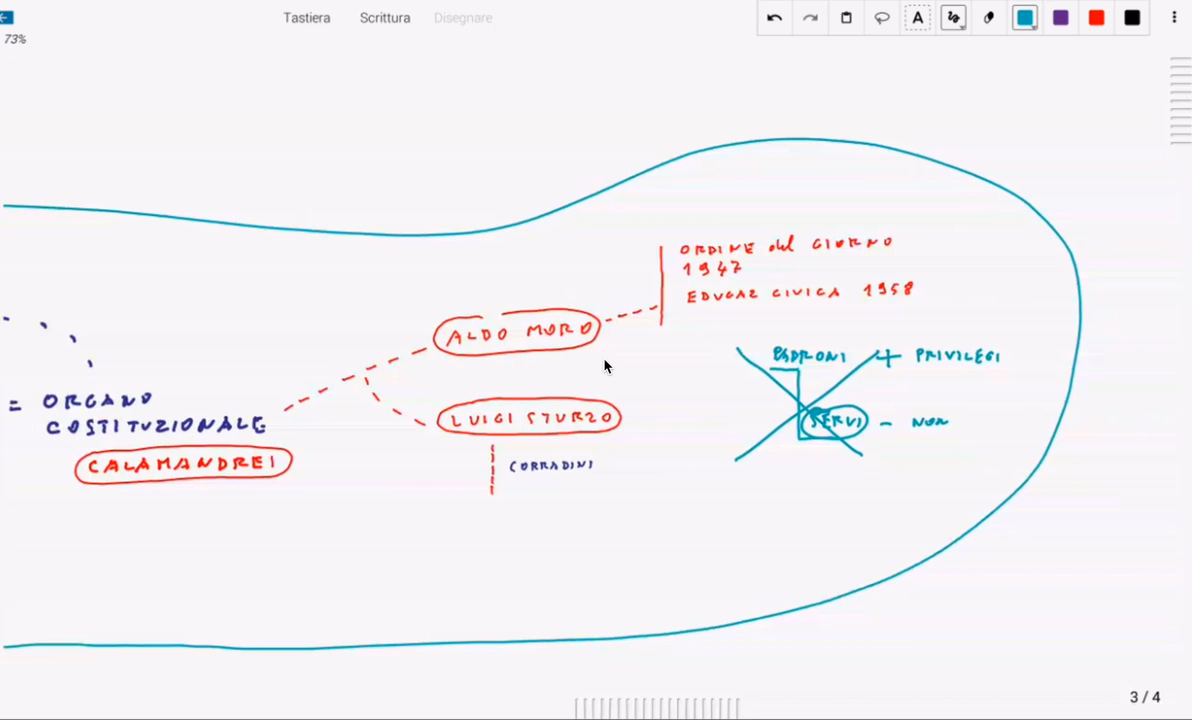 Tastiera Scrittura Disegnare
A
73%
ORDINE del GIORNO
1947
EDUCAZ CIVICA 1958
ALDO MORO
PADRONI + PRIVILEGI
= ORGANO
COSTITUZIONALE
LUIGI STURZO
SERVI - NON
CALAMANDREI
CORRADINI
3 / 4